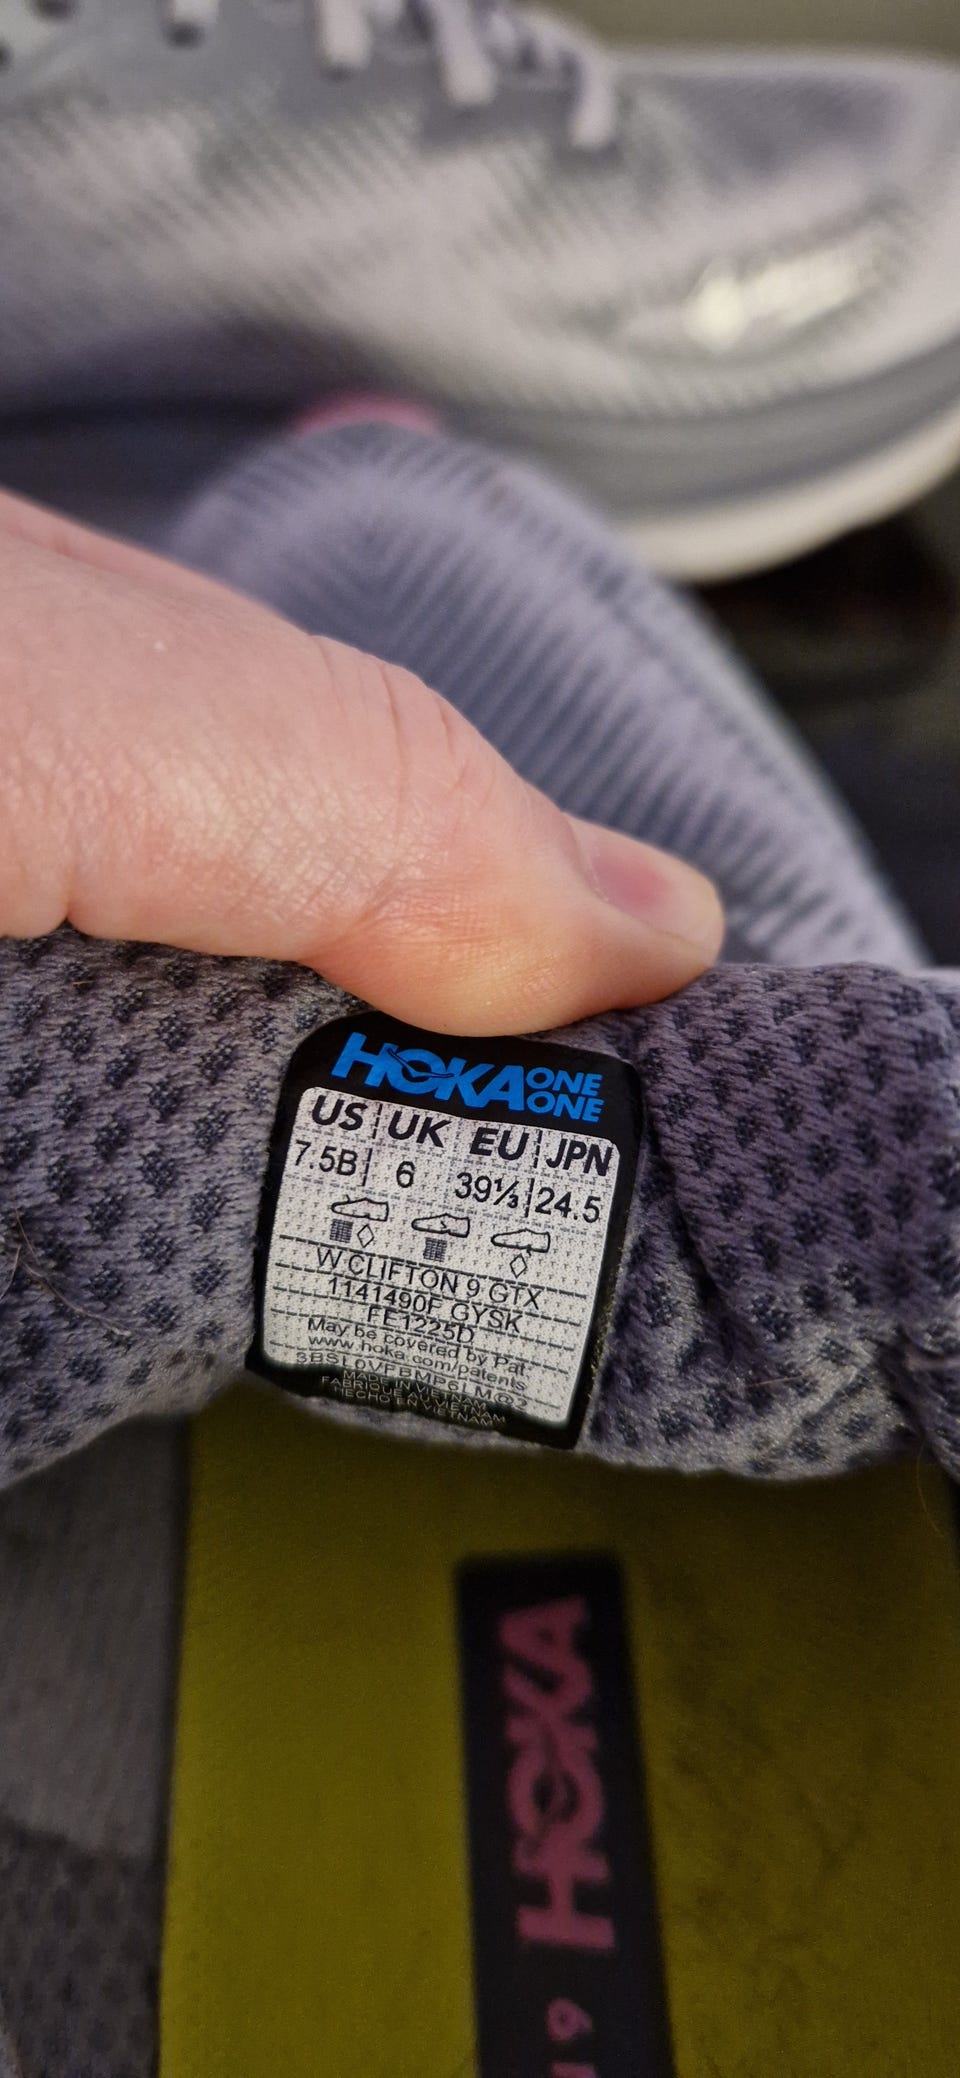 HOKA ONE ONE
US UK EU JPN
7.5B 6 39⅓ 24.5
W CLIFTON 9 GTX
1141490F GYSK
FE1225D
May be covered by Pat.
www.hoka.com/patents
MADE IN VIETNAM
FABRIQUÉ AU VIETNAM
HECHO EN VIETNAM
HOKA
9